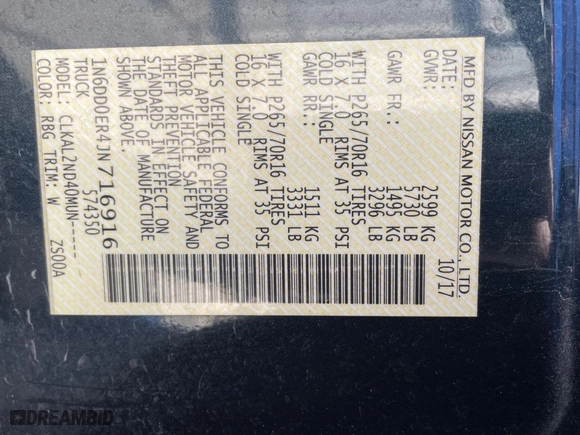 MFD BY NISSAN MOTOR CO., LTD.
DATE: 10/17
GVWR: 2599 KG
5730 LB
GAWR FR.: 1495 KG
3296 LB
WITH P265/70R16 TIRES
16 X 7.0 RIMS AT 35 PSI
COLD SINGLE
GAWR RR.: 1511 KG
3331 LB
WITH P265/70R16 TIRES
16 X 7.0 RIMS AT 35 PSI
COLD SINGLE
THIS VEHICLE CONFORMS TO
ALL APPLICABLE FEDERAL
MOTOR VEHICLE SAFETY AND
THEFT PREVENTION
STANDARDS IN EFFECT ON
THE DATE OF MANUFACTURE
SHOWN ABOVE.
1N6DD0ER4JN716916
TRUCK 574350
MODEL: CLKAL2ND40MUN-----
COLOR: RBG TRIM: W ZS00A
DREAMBID